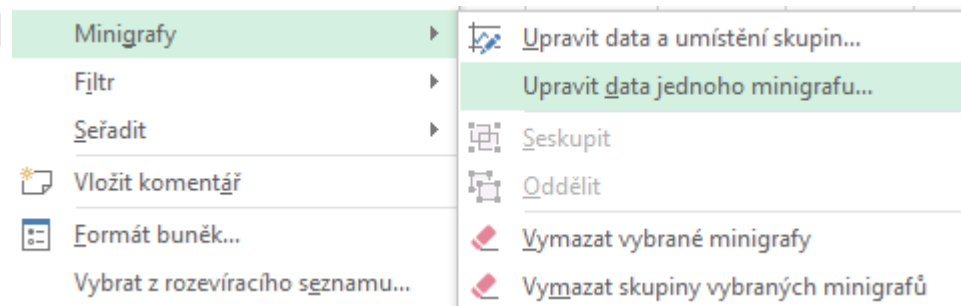 Minigrafy
Filtr
Seřadit
Vložit komentář
Formát buněk...
Vybrat z rozevíracího seznamu...
Upravit data a umístění skupin...
Upravit data jednoho minigrafu...
Seskupit
Oddělit
Vymazat vybrané minigrafy
Vymazat skupiny vybraných minigrafů